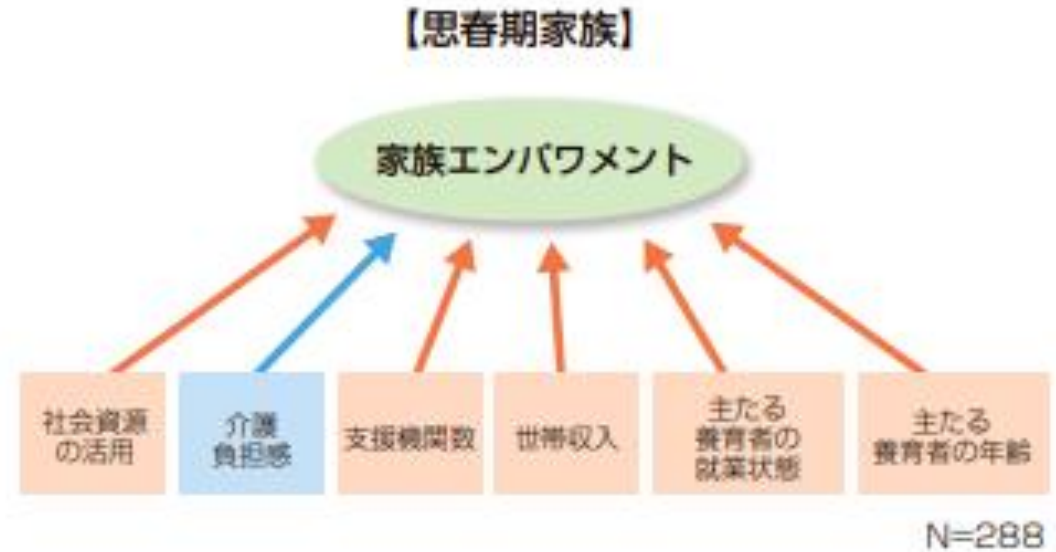 【思春期家族】
家族エンパワメント
社会資源
の活用
介護
負担感
支援機関数
世帯収入
主たる
養育者の
就業状態
主たる
養育者の年齢
N=288